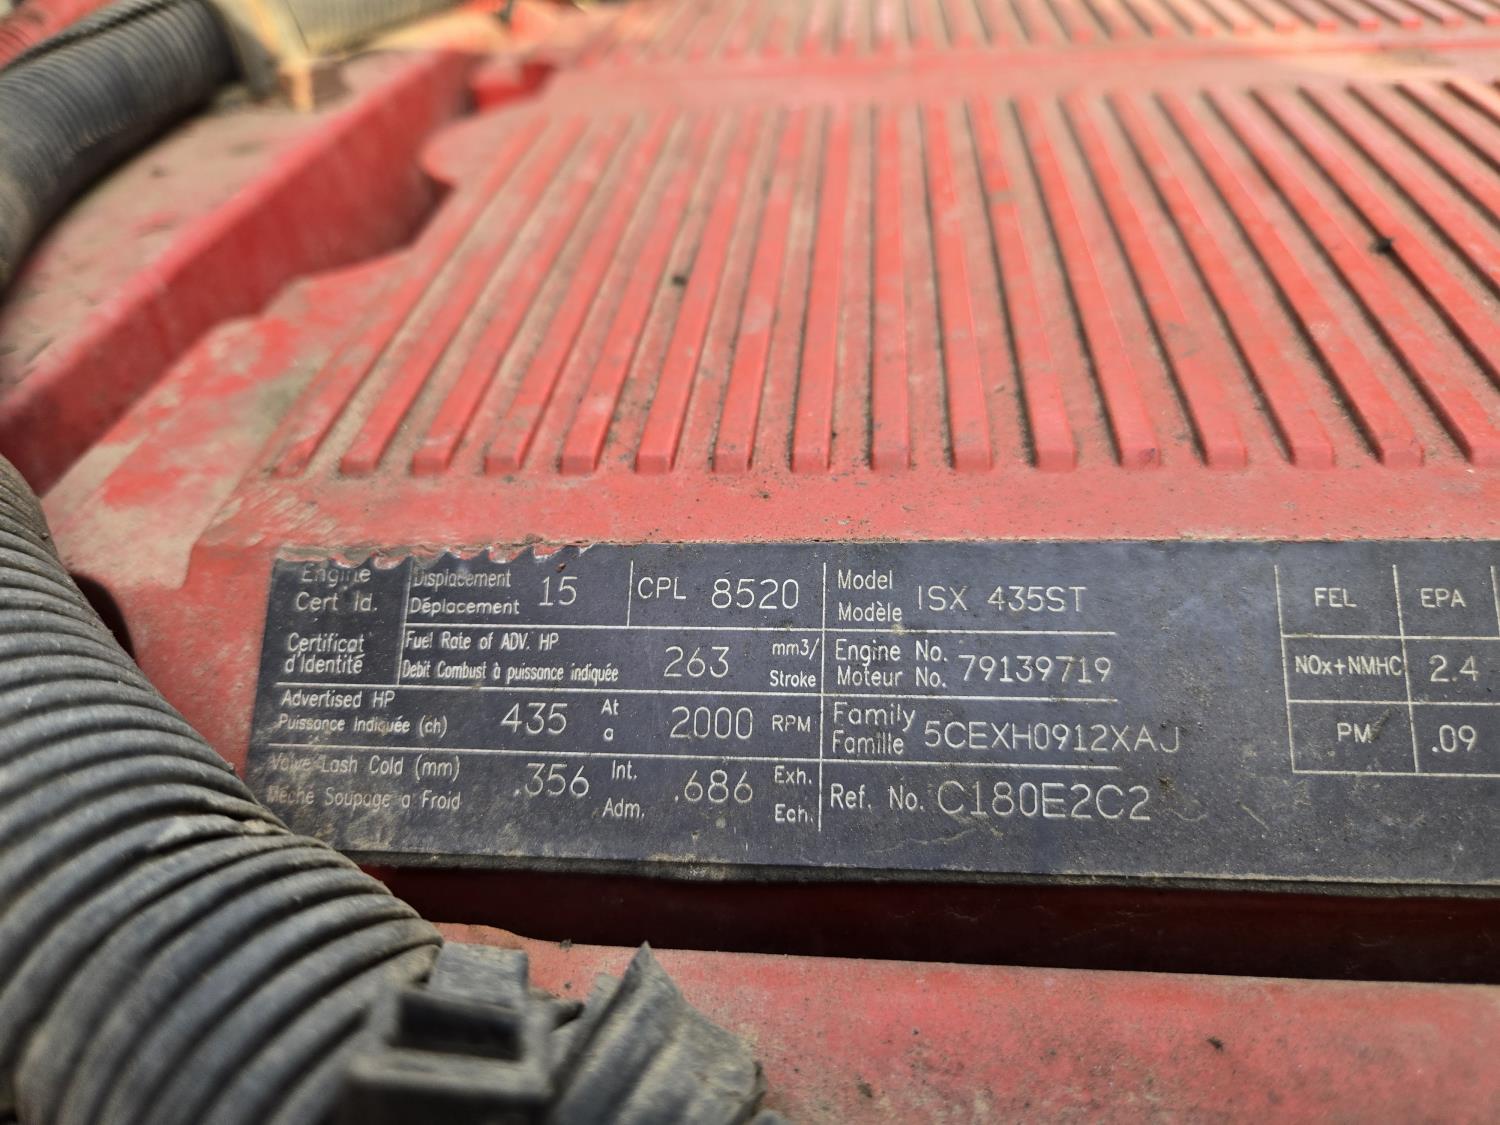 Engine
Cert Id.
Certificat
d'Identité
Displacement
Déplacement
15
CPL 8520
Fuel Rate of ADV. HP
Debit Combust à puissance indiquée
263
mm3/
Stroke
Advertised HP
Puissance Indiquée (ch)
435
At
a
2000 RPM
Valve Lash Cold (mm)
Soupape a Froid
.356
Int.
Adm.
.686
Exh.
Ech.
Model
Modèle
ISX 435ST
Engine No.
Moteur No.
79139719
Family
Famille
5CEXH0912XAJ
Ref. No. C180E2C2
FEL EPA
NOx+NMHC 2.4
PM .09